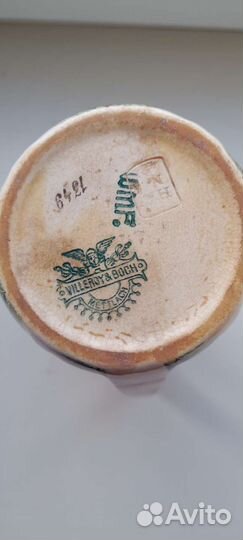 WMF.
VILLEROY & BOCH
METTLACH
Avito